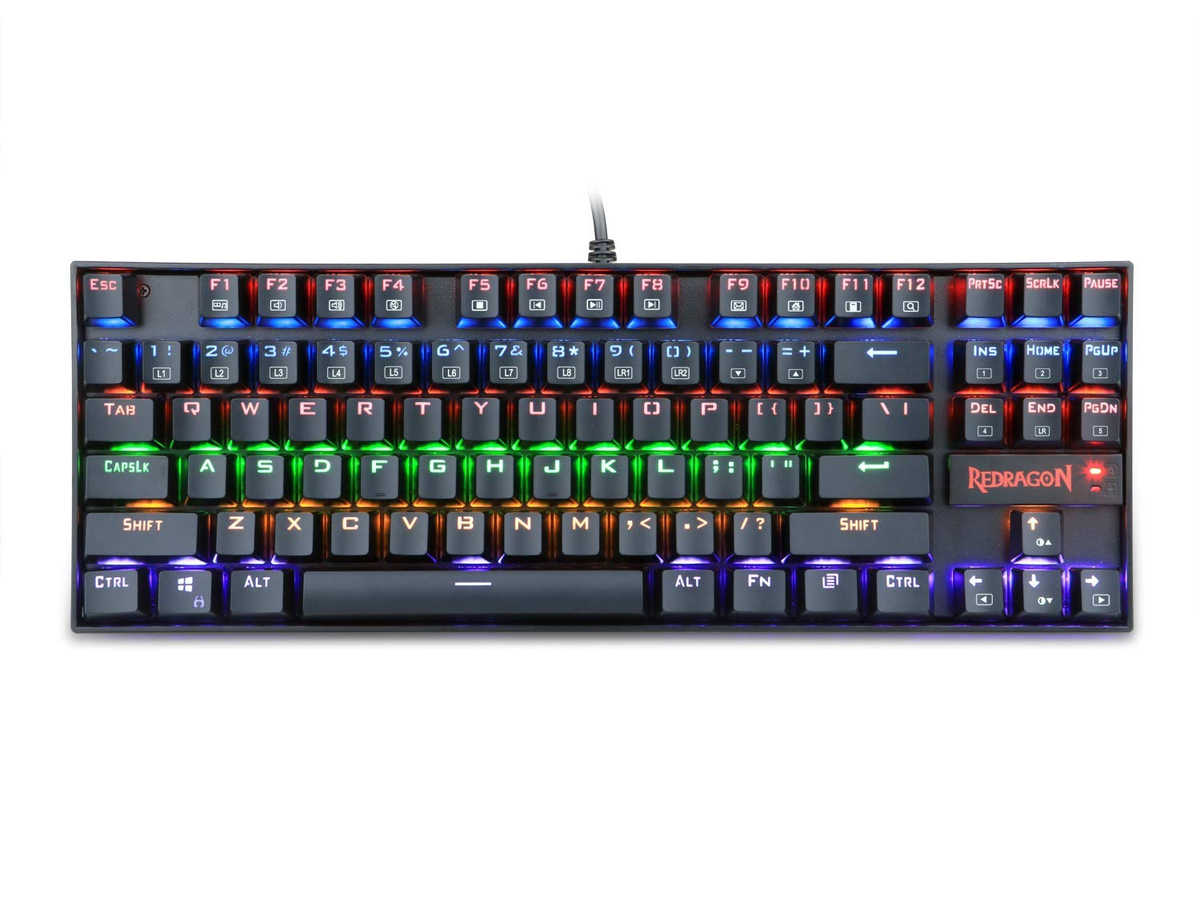 Esc F1 F2 F3 F4 F5 F6 F7 F8 F9 F10 F11 F12 PrtSc ScrLk Pause
` ~ 1 ! 2 @ 3 # 4 $ 5 % 6 ^ 7 & 8 * 9 ( 0 ) - - = + Ins Home PgUp
L1 L2 L3 L4 L5 L6 L7 L8 LR1 LR2 1 2 3
Tab Q W E R T Y U I O P [ { ] } \ | Del End PgDn
4 LR 5
CapsLk A S D F G H J K L ; : ' " REDRAGON
Shift Z X C V B N M , < . > / ? Shift
Ctrl Alt Alt Fn Ctrl